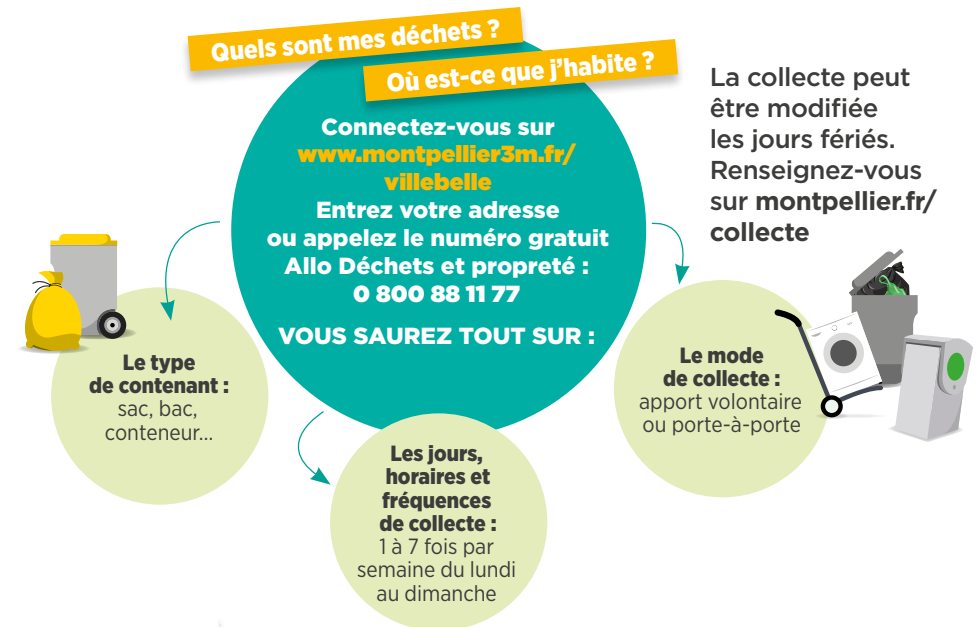 Quels sont mes déchets ?
Où est-ce que j'habite ?
Connectez-vous sur
www.montpellier3m.fr/
villebelle
Entrez votre adresse
ou appelez le numéro gratuit
Allo Déchets et propreté :
0 800 88 11 77
VOUS SAUREZ TOUT SUR :
La collecte peut
être modifiée
les jours fériés.
Renseignez-vous
sur montpellier.fr/
collecte
Le type
de contenant :
sac, bac,
conteneur...
Les jours,
horaires et
fréquences
de collecte :
1 à 7 fois par
semaine du lundi
au dimanche
Le mode
de collecte :
apport volontaire
ou porte-à-porte